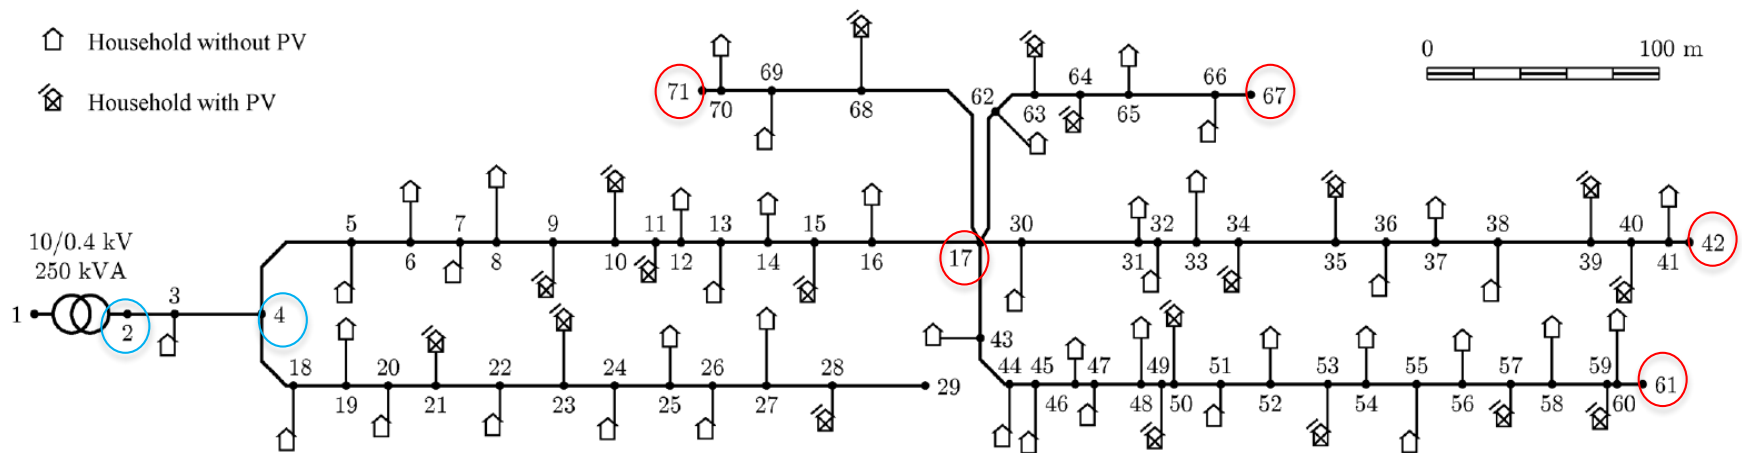 Household without PV
Household with PV
0 100 m
10/0.4 kV
250 kVA
71 70 69 68 62 63 64 65 66 67
1 2 3 4
5 6 7 8 9 10 11 12 13 14 15 16 17 30 31 32 33 34 35 36 37 38 39 40 41 42
43
18 19 20 21 22 23 24 25 26 27 28 29
44 45 46 47 48 49 50 51 52 53 54 55 56 57 58 59 60 61